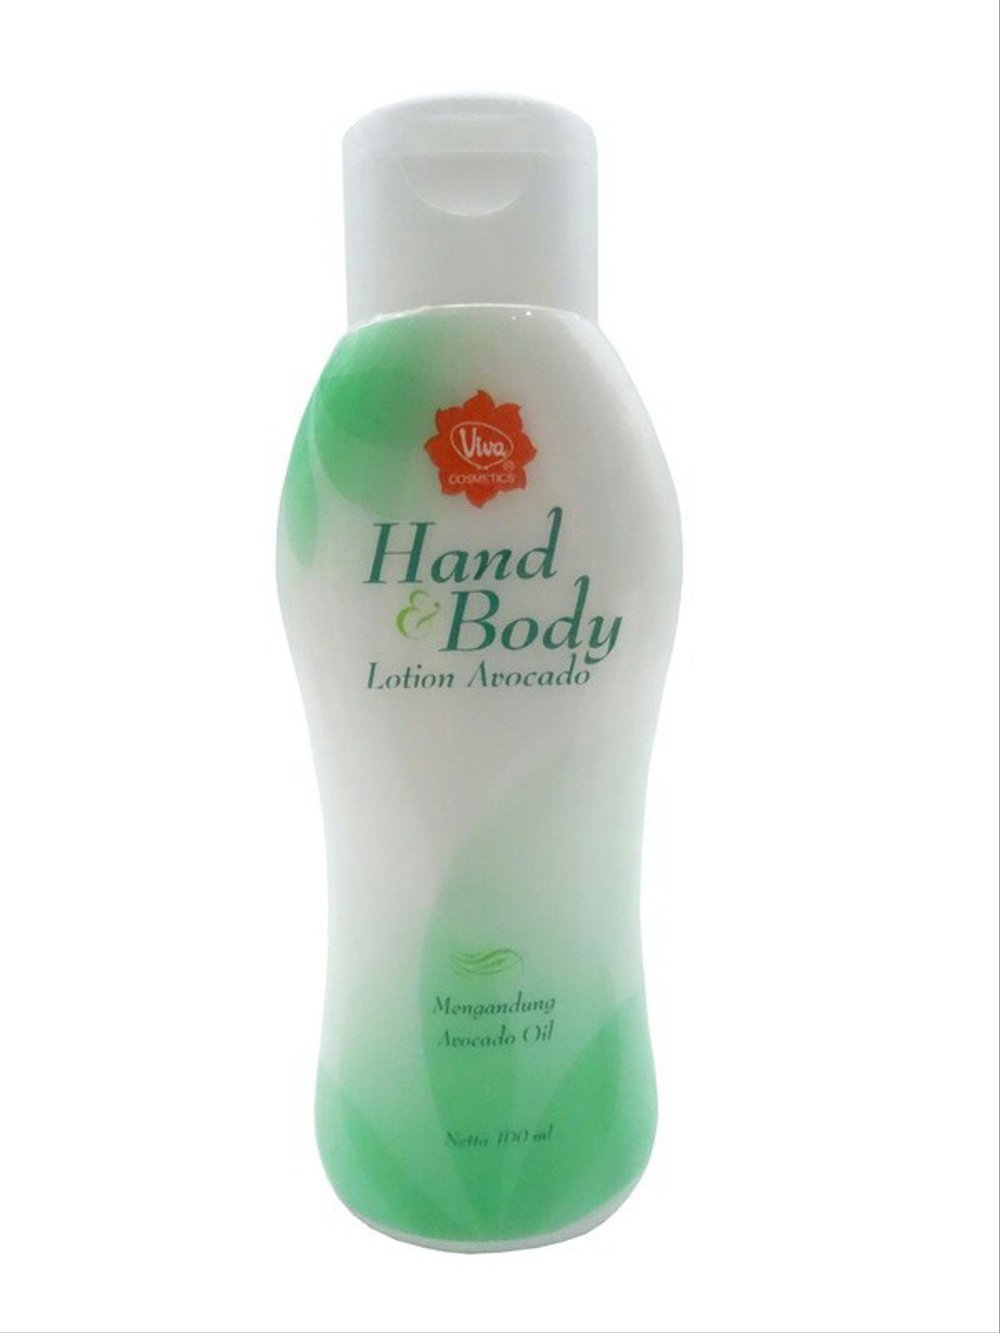 Viva
®
COSMETICS
Hand
& Body
Lotion Avocado
Mengandung
Avocado Oil
Netto 100 ml